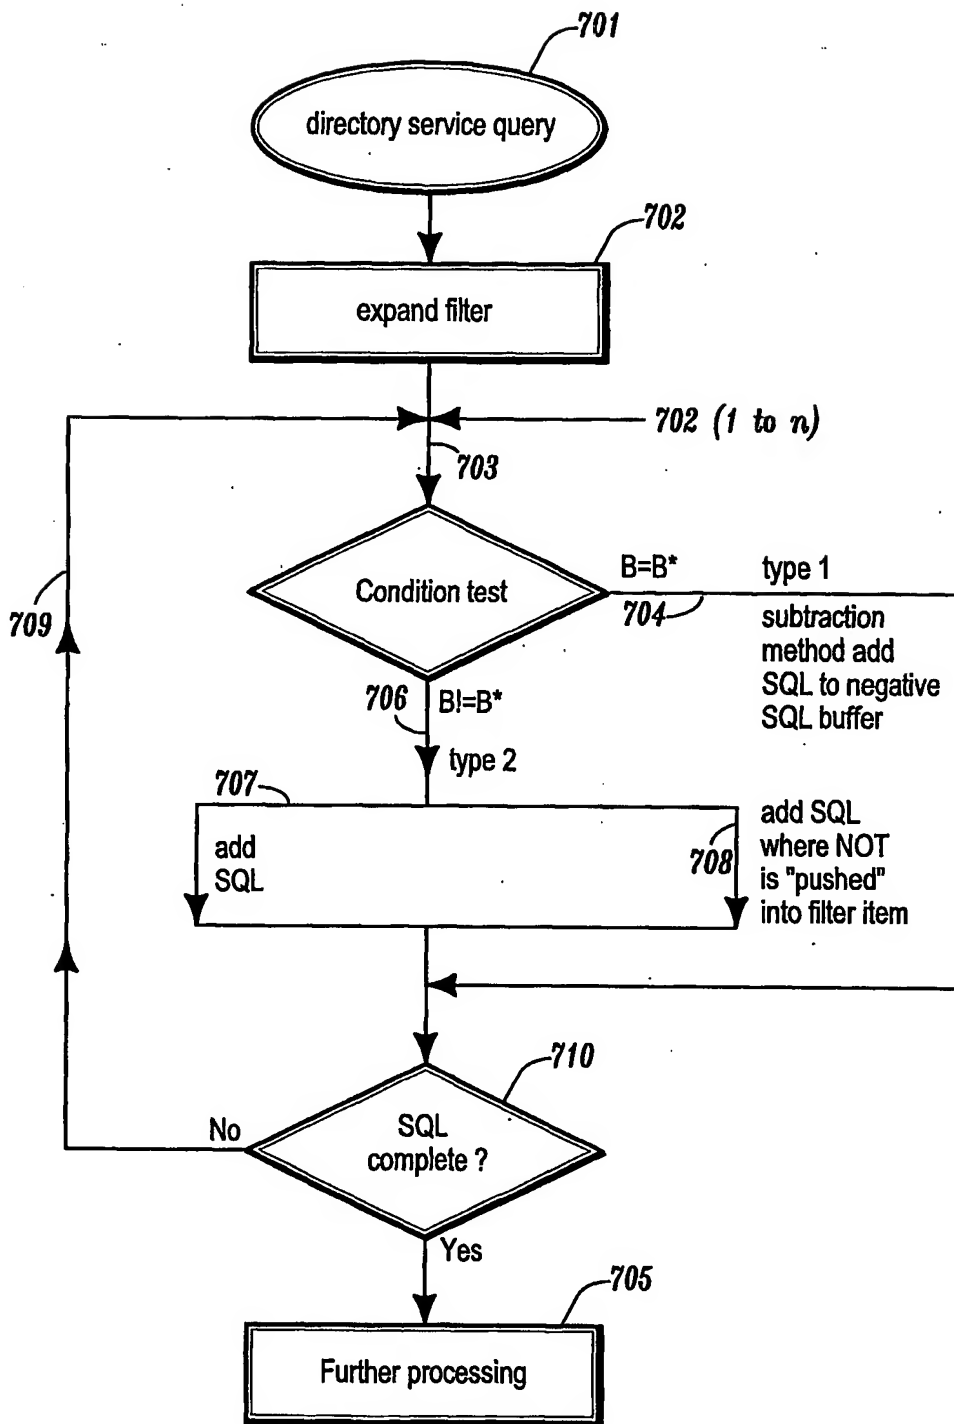 701
directory service query
702
expand filter
702 (1 to n)
703
Condition test
B=B*
type 1
704
subtraction
method add
SQL to negative
SQL buffer
709
706
B!=B*
type 2
707
add
SQL
708
add SQL
where NOT
is "pushed"
into filter item
710
SQL
complete ?
No
Yes
705
Further processing